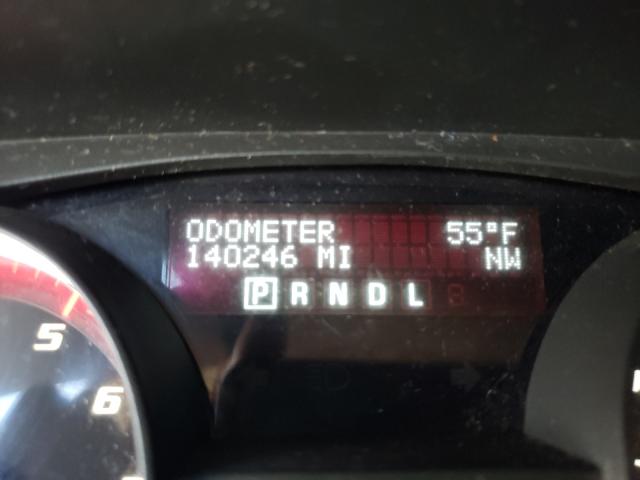 ODOMETER 55°F
140246 MI NW
P R N D L
5
6